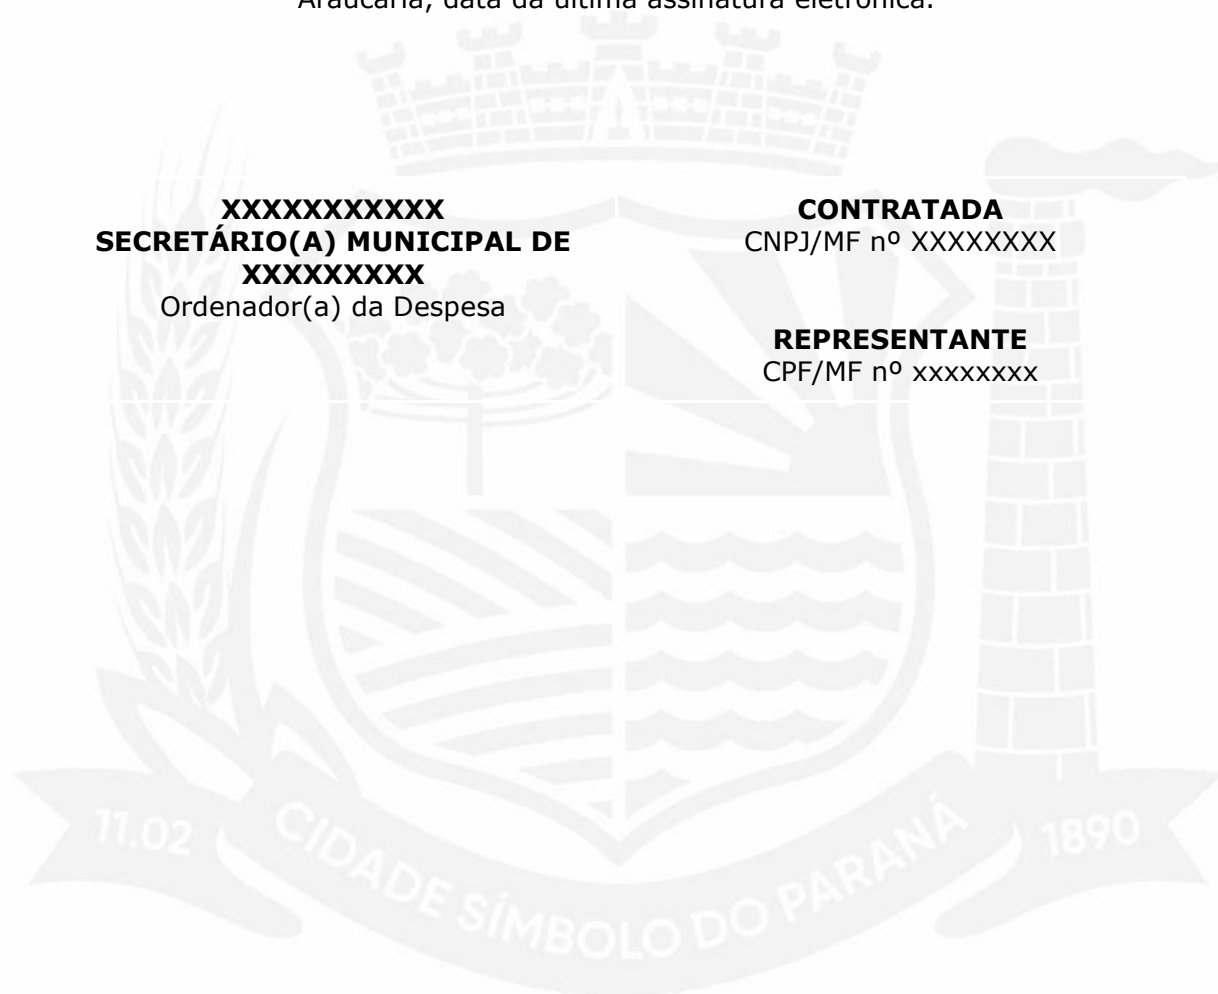 Araucária, data da última assinatura eletrônica.
XXXXXXXXXXX
SECRETÁRIO(A) MUNICIPAL DE
XXXXXXXXX
Ordenador(a) da Despesa
CONTRATADA
CNPJ/MF nº XXXXXXXX
REPRESENTANTE
CPF/MF nº xxxxxxxx
11.02
CIDADE SÍMBOLO DO PARANÁ
1890